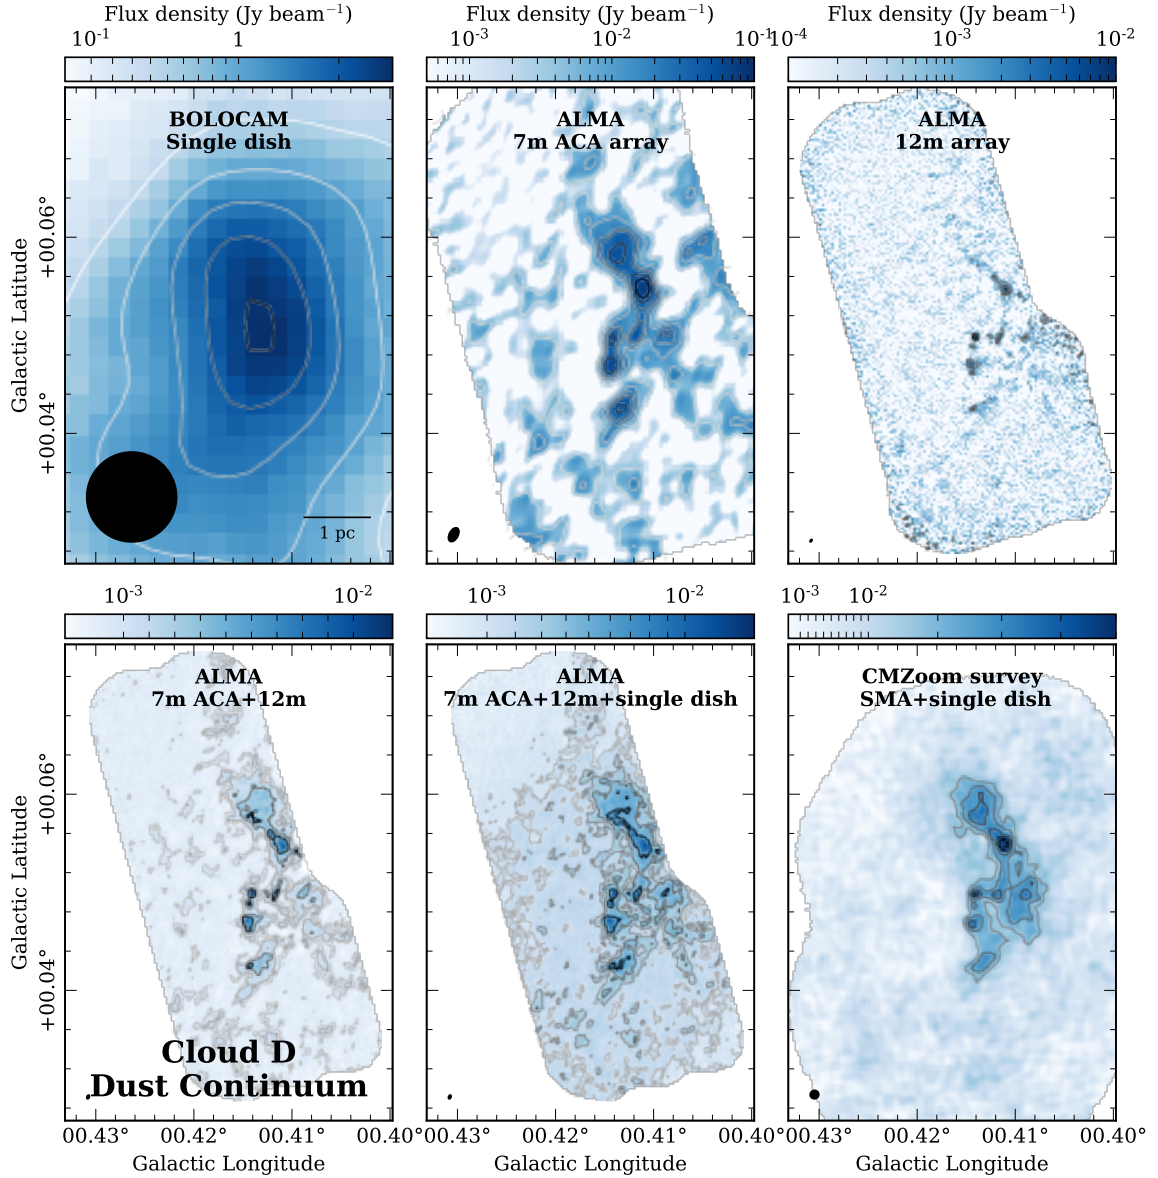 Flux density (Jy beam⁻¹) Flux density (Jy beam⁻¹) Flux density (Jy beam⁻¹)
10⁻¹ 1 10⁻³ 10⁻² 10⁻¹ 10⁻⁴ 10⁻³ 10⁻²
BOLOCAM
Single dish
ALMA
7m ACA array
ALMA
12m array
+00.06°
+00.04°
Galactic Latitude
1 pc
10⁻³ 10⁻² 10⁻³ 10⁻² 10⁻³ 10⁻²
ALMA
7m ACA+12m
ALMA
7m ACA+12m+single dish
CMZoom survey
SMA+single dish
+00.06°
+00.04°
Galactic Latitude
Cloud D
Dust Continuum
00.43° 00.42° 00.41° 00.40° 00.43° 00.42° 00.41° 00.40° 00.43° 00.42° 00.41° 00.40°
Galactic Longitude Galactic Longitude Galactic Longitude